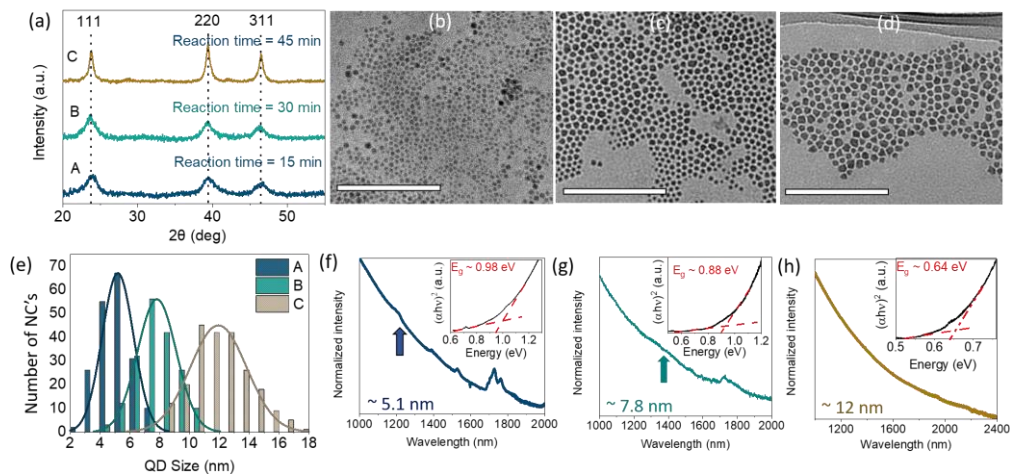 (a)
111 220 311
C Reaction time = 45 min
B Reaction time = 30 min
A Reaction time = 15 min
Intensity (a.u.)
20 30 40 50
2θ (deg)
(b)
(c)
(d)
(e)
70
60
50
40
30
20
10
0
A
B
C
Number of NC's
2 4 6 8 10 12 14 16 18
QD Size (nm)
(f)
Normalized intensity
(αhν)² (a.u.)
Eg ~ 0.98 eV
0.6 0.8 1.0 1.2
Energy (eV)
~ 5.1 nm
1000 1200 1400 1600 1800 2000
Wavelength (nm)
(g)
Normalized intensity
(αhν)² (a.u.)
Eg ~ 0.88 eV
0.6 0.8 1.0 1.2
Energy (eV)
~ 7.8 nm
1000 1200 1400 1600 1800 2000
Wavelength (nm)
(h)
Normalized intensity
(αhν)² (a.u.)
Eg ~ 0.64 eV
0.5 0.6 0.7
Energy (eV)
~ 12 nm
1200 1600 2000 2400
Wavelength (nm)